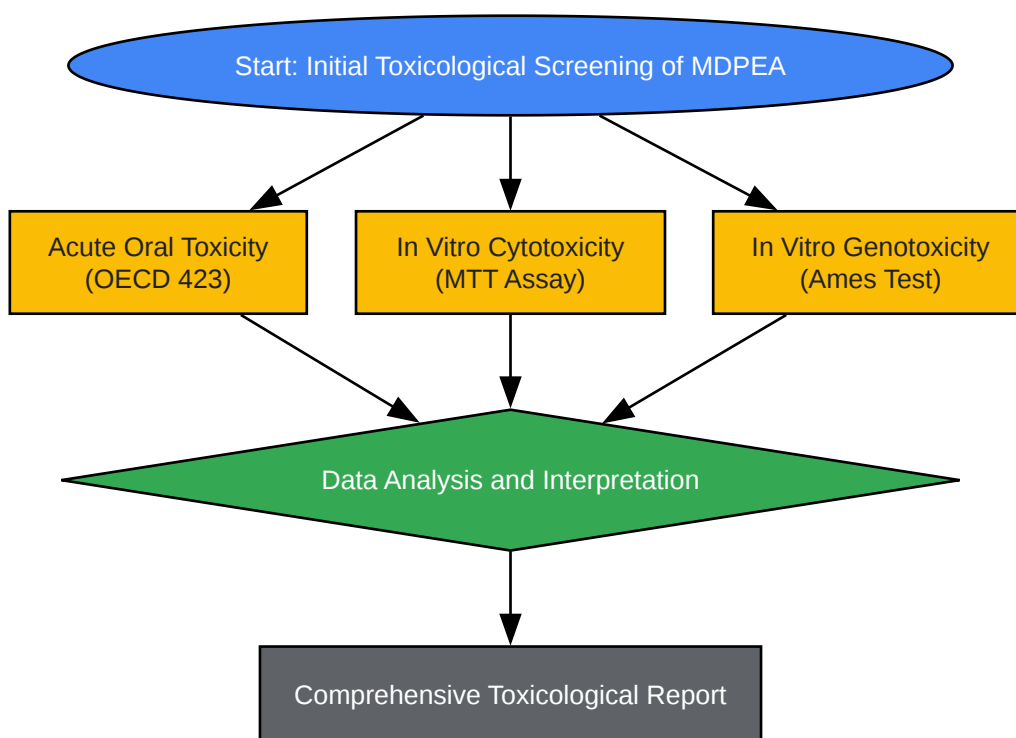 Start: Initial Toxicological Screening of MDPEA
Acute Oral Toxicity
(OECD 423)
In Vitro Cytotoxicity
(MTT Assay)
In Vitro Genotoxicity
(Ames Test)
Data Analysis and Interpretation
Comprehensive Toxicological Report